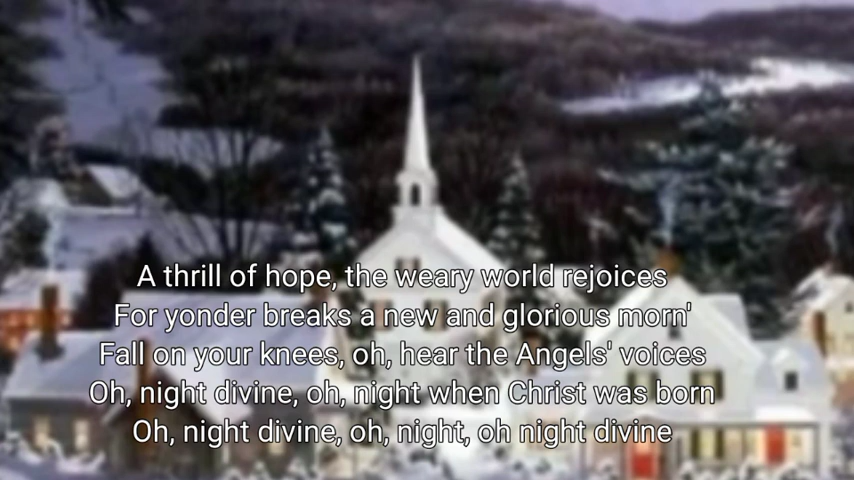 A thrill of hope, the weary world rejoices
For yonder breaks a new and glorious morn'
Fall on your knees, oh, hear the Angels' voices
Oh, night divine, oh, night when Christ was born
Oh, night divine, oh, night, oh night divine